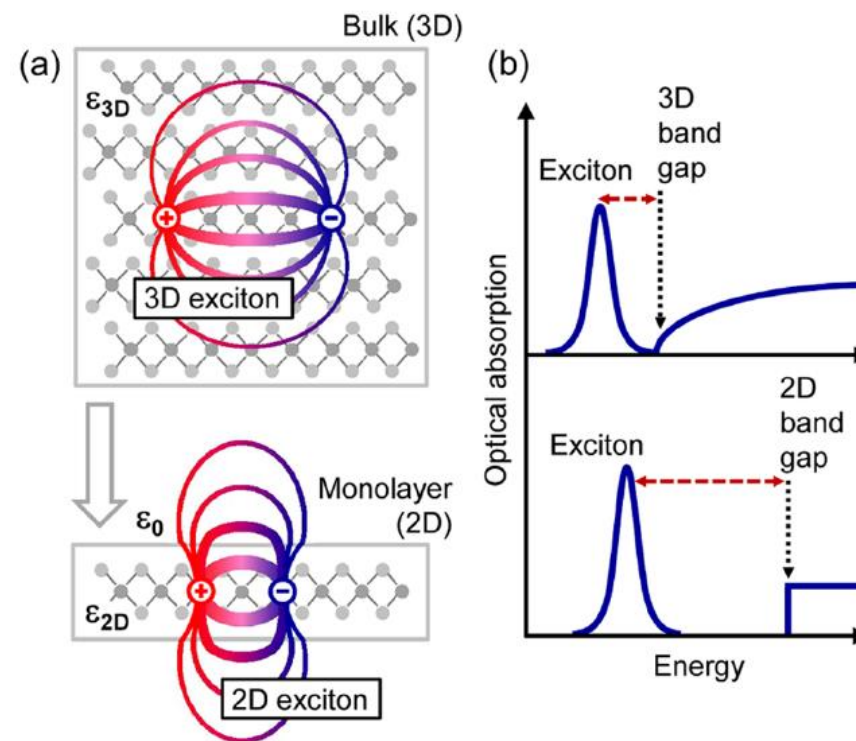 Bulk (3D)
(a)
ε3D
+
−
3D exciton
Monolayer
(2D)
ε0
+
−
ε2D
2D exciton
(b)
3D
band
gap
Exciton
Optical absorption
2D
band
gap
Exciton
Energy